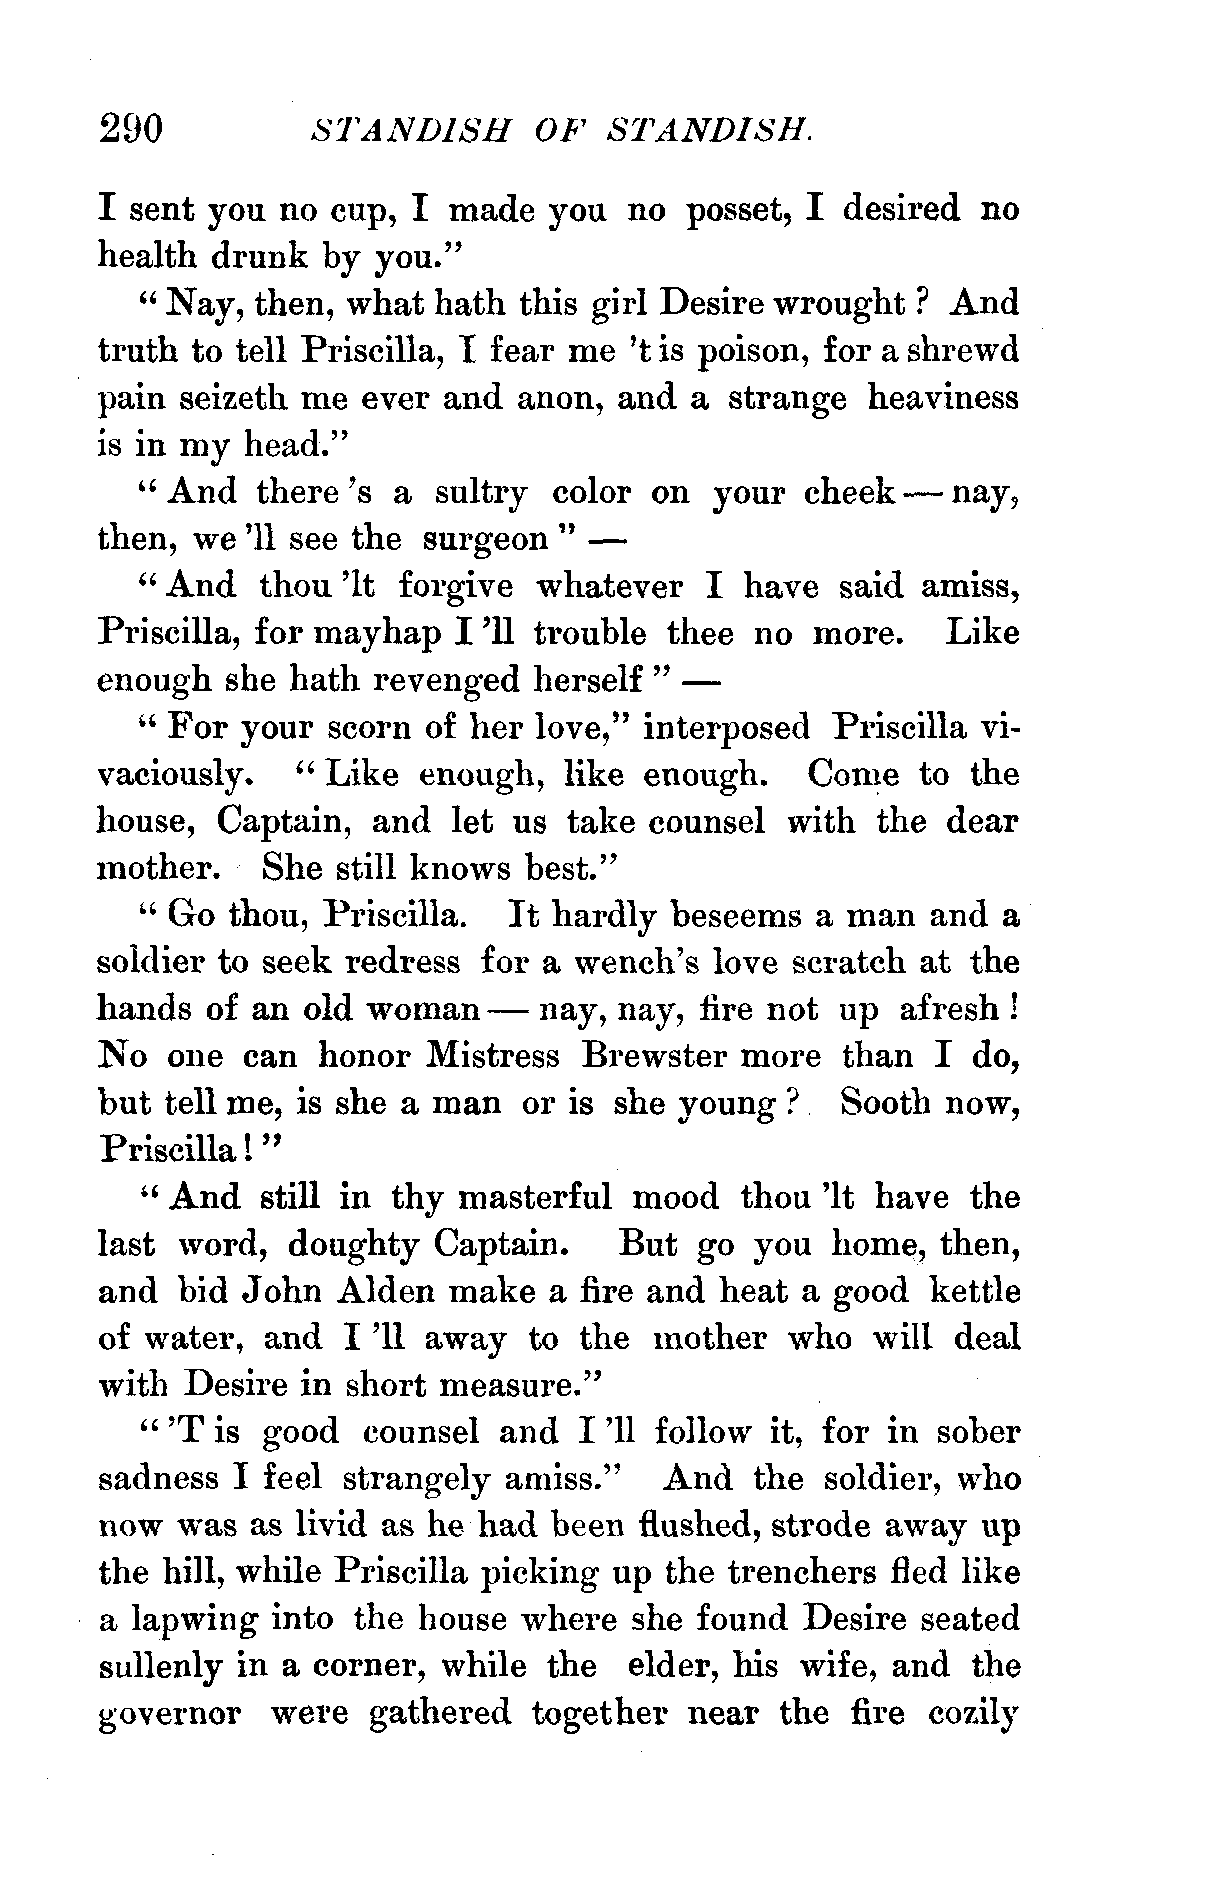 290 STANDISH OF STANDISH.
I sent you no cup, I made you no posset, I desired no
health drunk by you.”
“ Nay, then, what hath this girl Desire wrought ? And
truth to tell Priscilla, I fear me ’t is poison, for a shrewd
pain seizeth me ever and anon, and a strange heaviness
is in my head.”
“ And there ’s a sultry color on your cheek — nay,
then, we ’ll see the surgeon ” —
“ And thou ’lt forgive whatever I have said amiss,
Priscilla, for mayhap I ’ll trouble thee no more. Like
enough she hath revenged herself ” —
“ For your scorn of her love,” interposed Priscilla vi-
vaciously. “ Like enough, like enough. Come to the
house, Captain, and let us take counsel with the dear
mother. She still knows best.”
“ Go thou, Priscilla. It hardly beseems a man and a
soldier to seek redress for a wench’s love scratch at the
hands of an old woman — nay, nay, fire not up afresh !
No one can honor Mistress Brewster more than I do,
but tell me, is she a man or is she young ? Sooth now,
Priscilla ! ”
“ And still in thy masterful mood thou ’lt have the
last word, doughty Captain. But go you home, then,
and bid John Alden make a fire and heat a good kettle
of water, and I ’ll away to the mother who will deal
with Desire in short measure.”
“ ’T is good counsel and I ’ll follow it, for in sober
sadness I feel strangely amiss.” And the soldier, who
now was as livid as he had been flushed, strode away up
the hill, while Priscilla picking up the trenchers fled like
a lapwing into the house where she found Desire seated
sullenly in a corner, while the elder, his wife, and the
governor were gathered together near the fire cozily